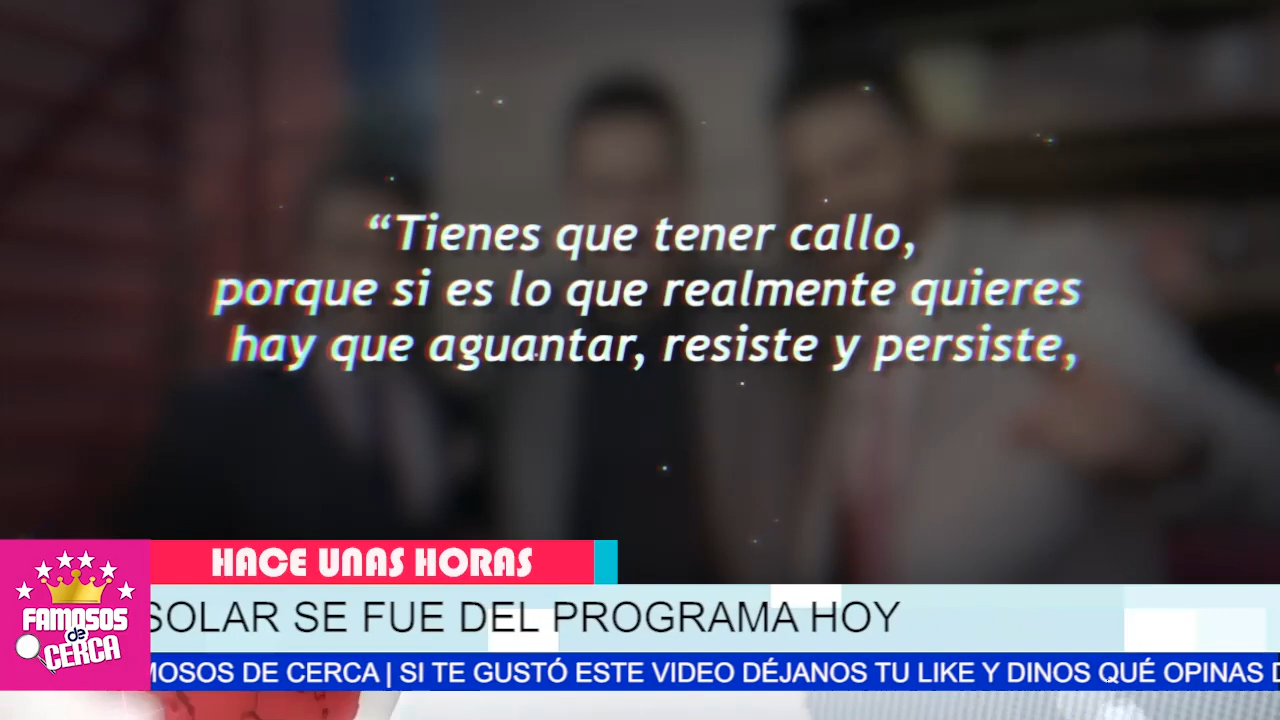 “Tienes que tener callo,
porque si es lo que realmente quieres
hay que aguantar, resiste y persiste,
HACE UNAS HORAS
SOLAR SE FUE DEL PROGRAMA HOY
FAMOSOS
de
CERCA
MOSOS DE CERCA | SI TE GUSTÓ ESTE VIDEO DÉJANOS TU LIKE Y DINOS QUÉ OPINAS D